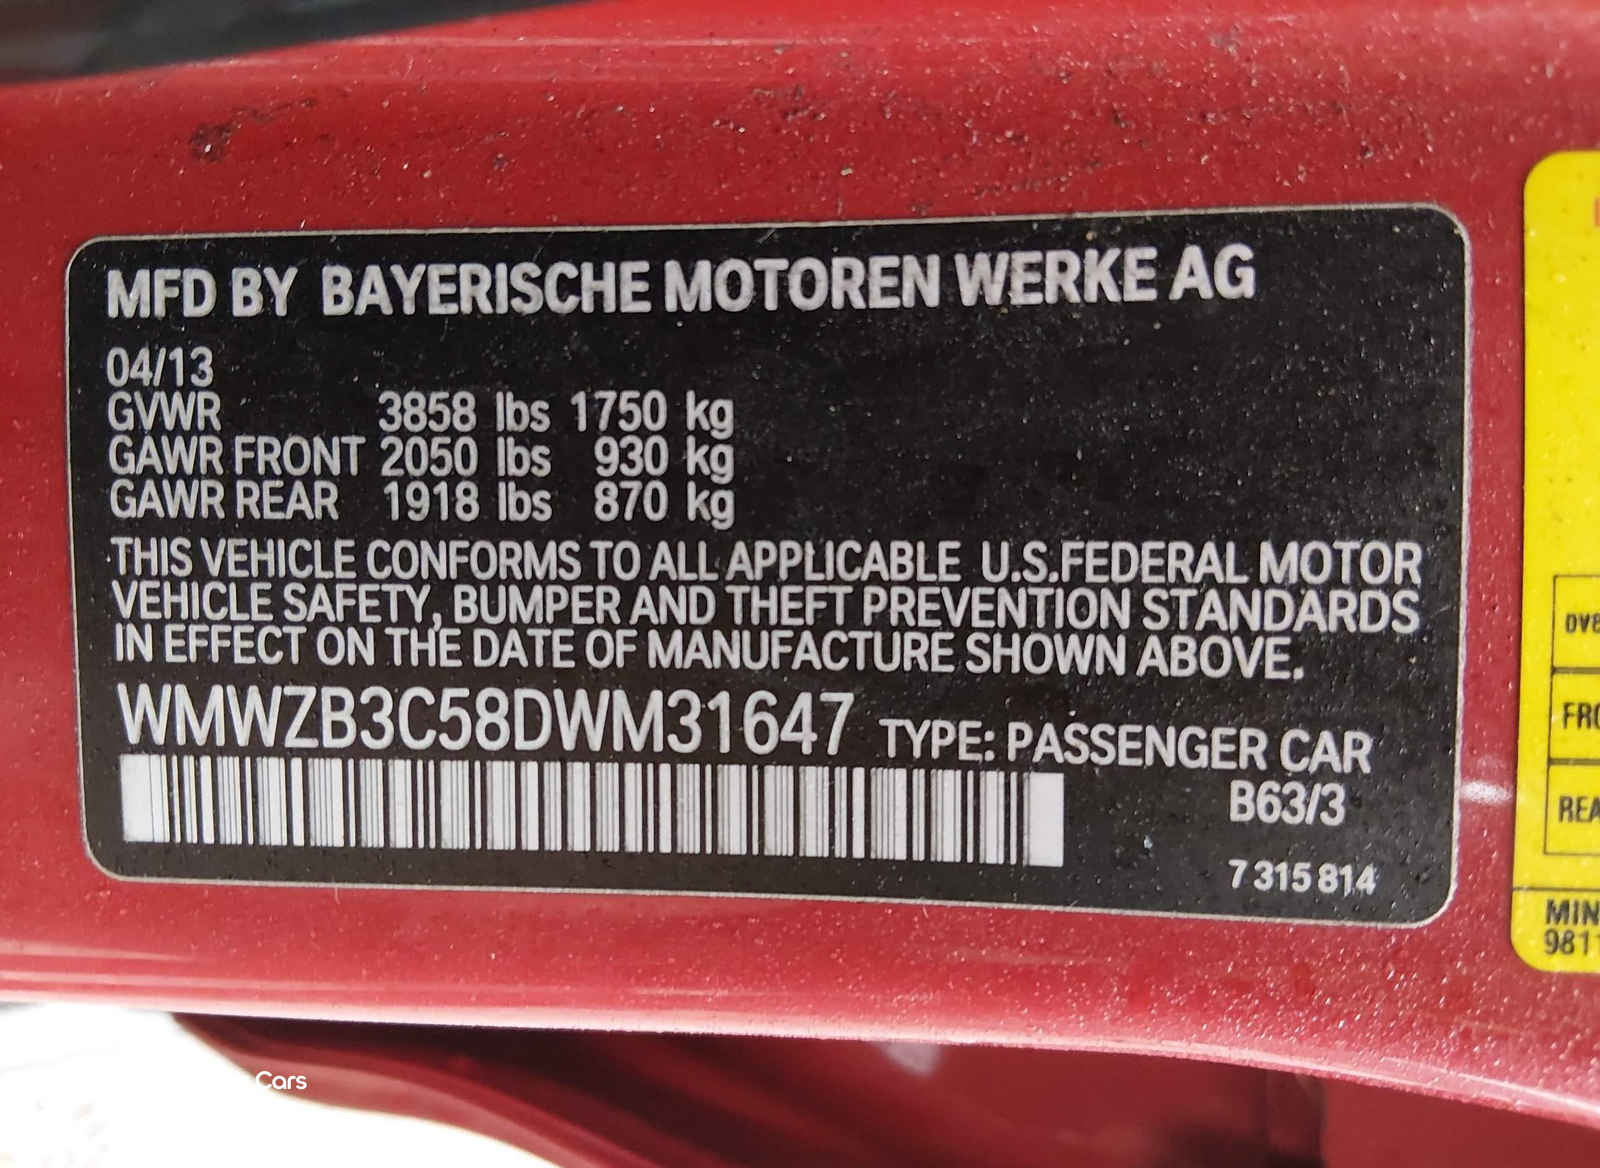 MFD BY BAYERISCHE MOTOREN WERKE AG
04/13
GVWR 3858 lbs 1750 kg
GAWR FRONT 2050 lbs 930 kg
GAWR REAR 1918 lbs 870 kg
THIS VEHICLE CONFORMS TO ALL APPLICABLE U.S.FEDERAL MOTOR
VEHICLE SAFETY, BUMPER AND THEFT PREVENTION STANDARDS
IN EFFECT ON THE DATE OF MANUFACTURE SHOWN ABOVE.
WMWZB3C58DWM31647 TYPE: PASSENGER CAR
B63/3
7 315 814
MIN
Cars